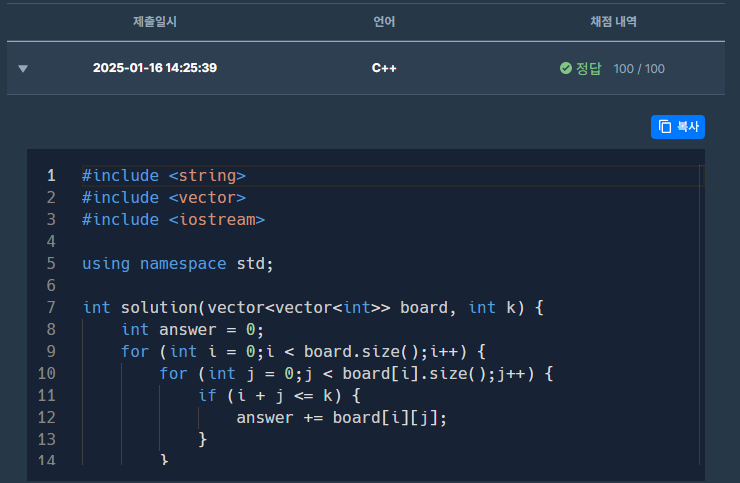 제출일시 언어 채점 내역
2025-01-16 14:25:39 C++ 정답 100 / 100
복사
1 #include <string>
2 #include <vector>
3 #include <iostream>
4
5 using namespace std;
6
7 int solution(vector<vector<int>> board, int k) {
8     int answer = 0;
9     for (int i = 0;i < board.size();i++) {
10         for (int j = 0;j < board[i].size();j++) {
11             if (i + j <= k) {
12                 answer += board[i][j];
13             }
14         }